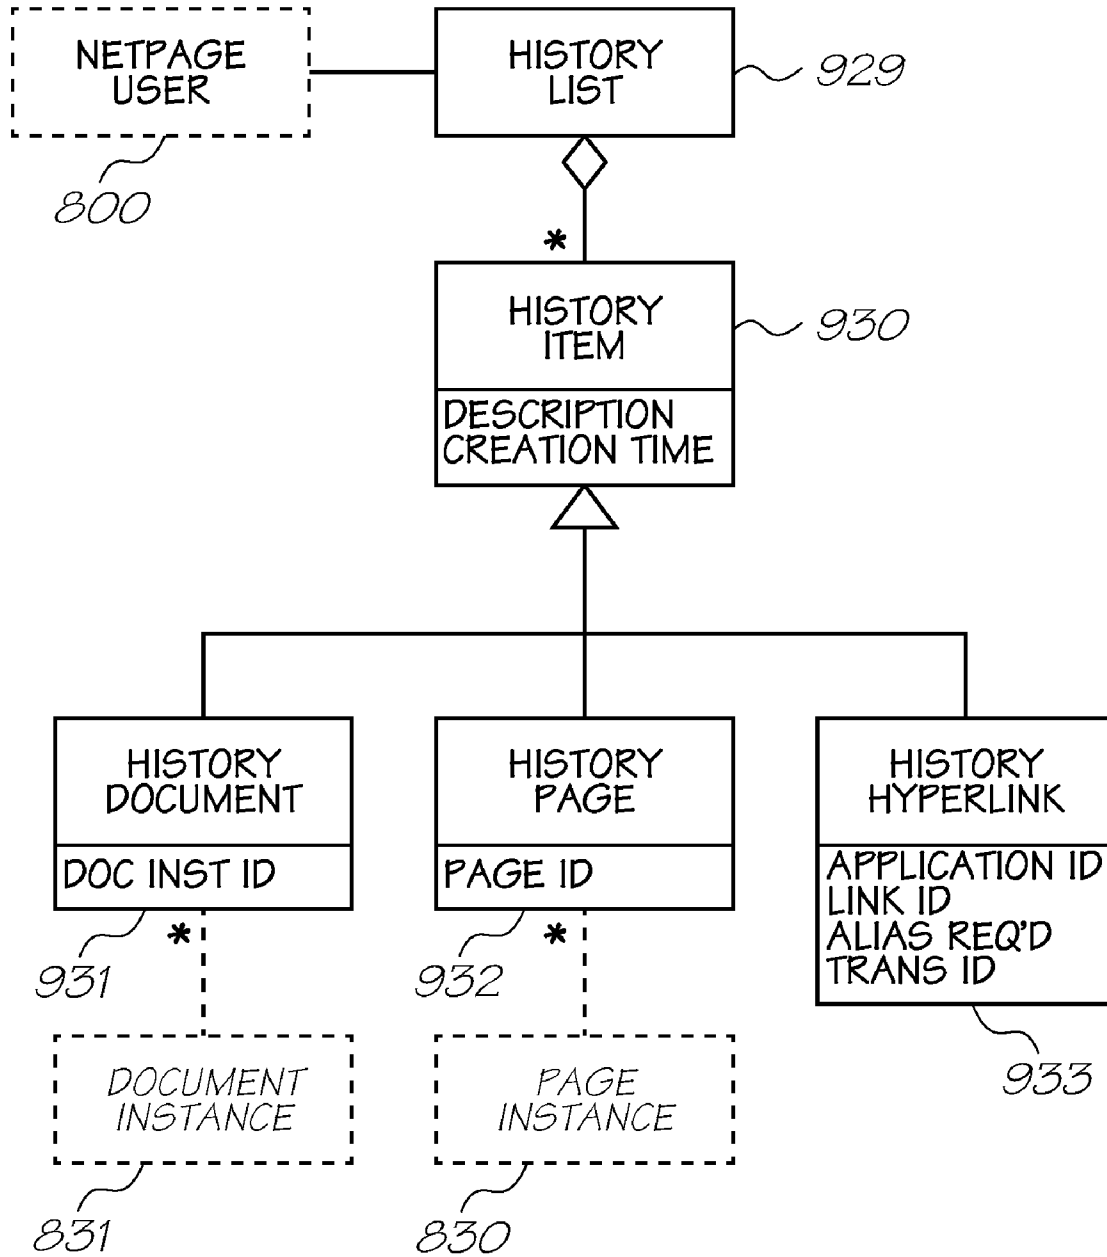 NETPAGE
USER
HISTORY
LIST
929
800
*
HISTORY
ITEM
930
DESCRIPTION
CREATION TIME
HISTORY
DOCUMENT
HISTORY
PAGE
HISTORY
HYPERLINK
DOC INST ID
PAGE ID
APPLICATION ID
LINK ID
ALIAS REQ'D
TRANS ID
931
*
932
*
933
DOCUMENT
INSTANCE
PAGE
INSTANCE
831
830